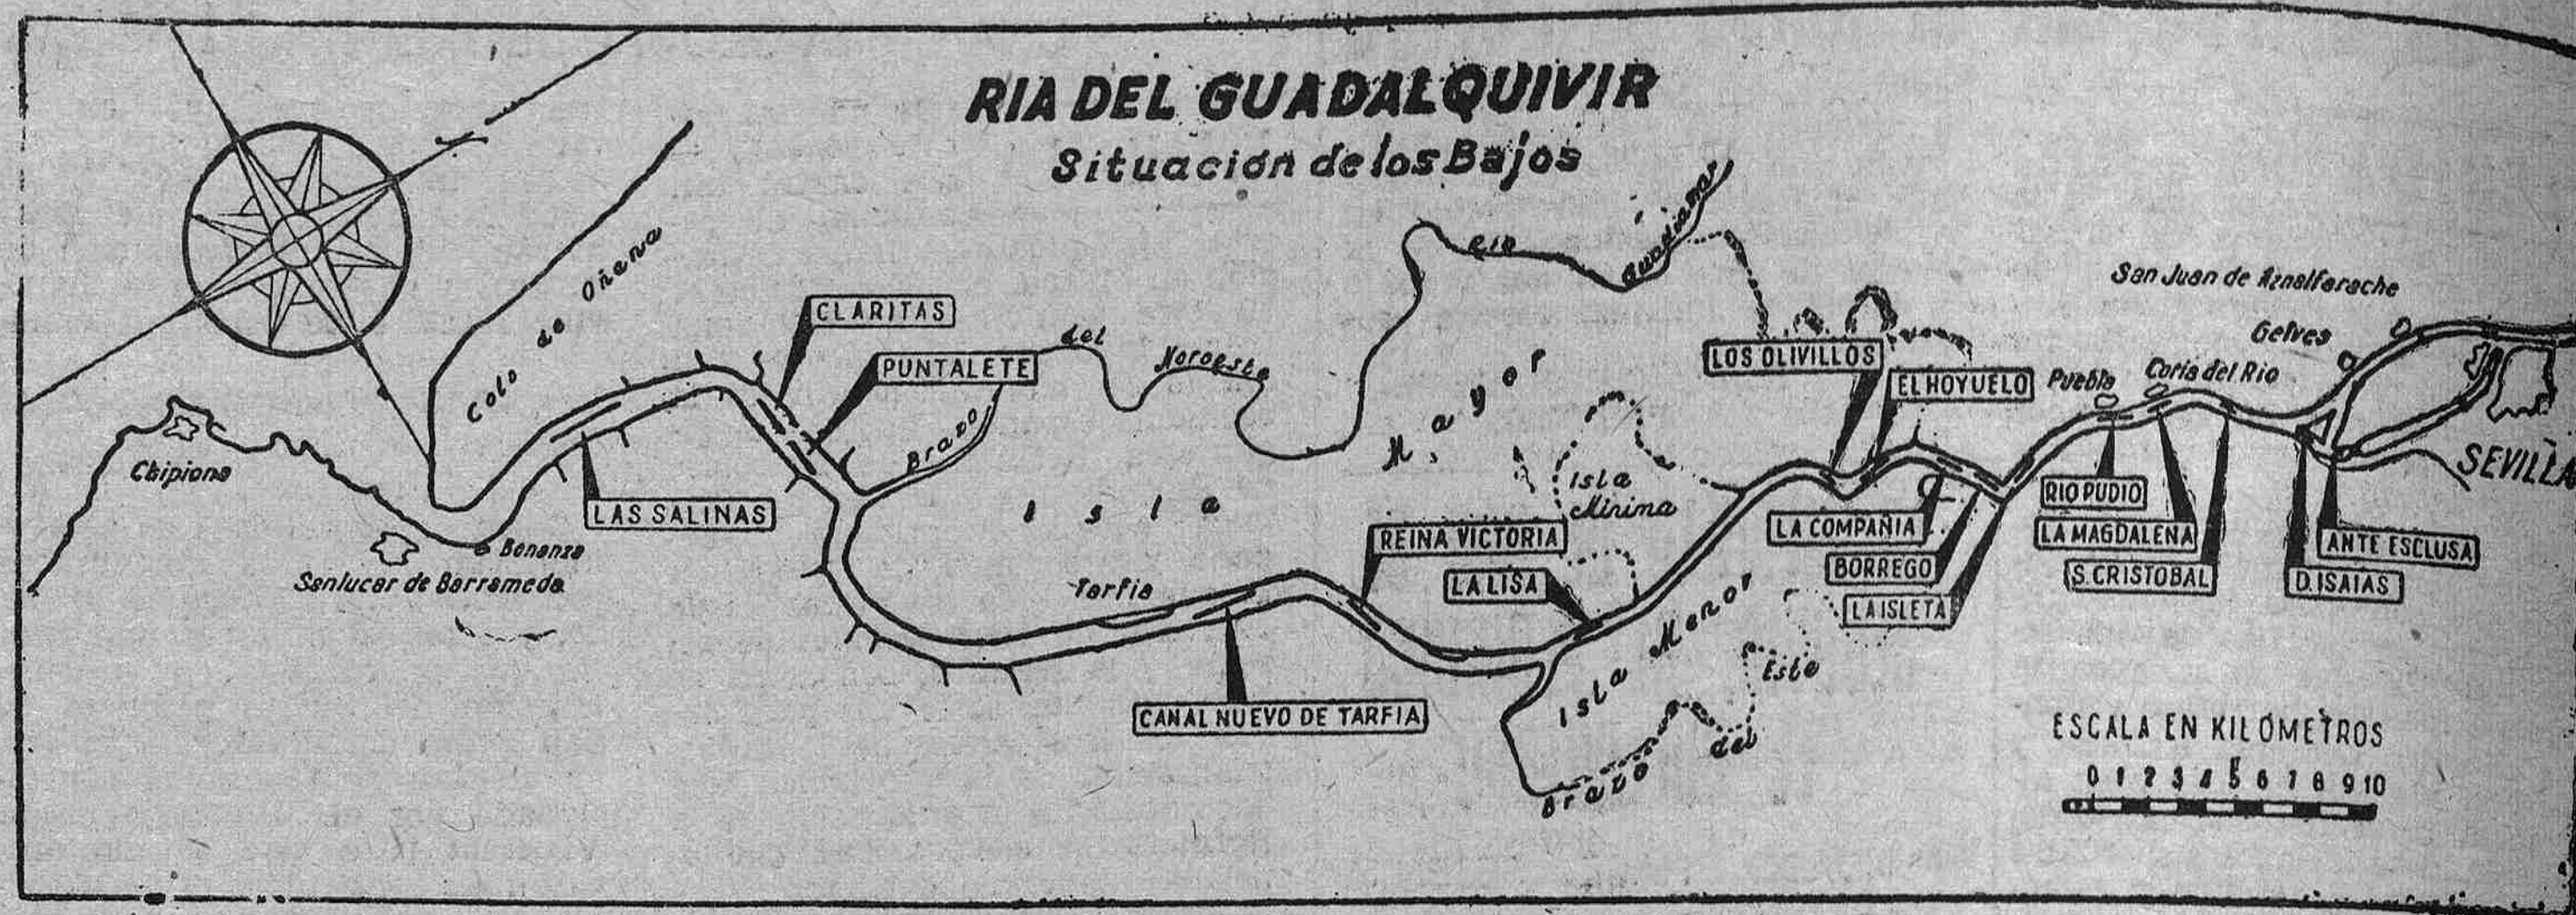 RIA DEL GUADALQUIVIR
Situación de los Bajos
Coto de Oñana
CLARITAS
PUNTALETE
Brazo
del
Noroeste
Rio
Guadiamar
San Juan de Aznalfarache
Gelves
Coria del Rio
Puebla
LOS OLIVILLOS
EL HOYUELO
Chipiona
LAS SALINAS
Bonanza
Sanlucar de Barrameda
Isla
Mayor
Isla
Minima
SEVILLA
RIO PUDIO
LA MAGDALENA
S. CRISTOBAL
ANTE ESCLUSA
D. ISAIAS
LA COMPAÑIA
BORREGO
LA ISLETA
REINA VICTORIA
LA LISA
Tarfia
CANAL NUEVO DE TARFIA
Isla Menor
Brazo del Este
ESCALA EN KILOMETROS
0 1 2 3 4 5 6 7 8 9 10